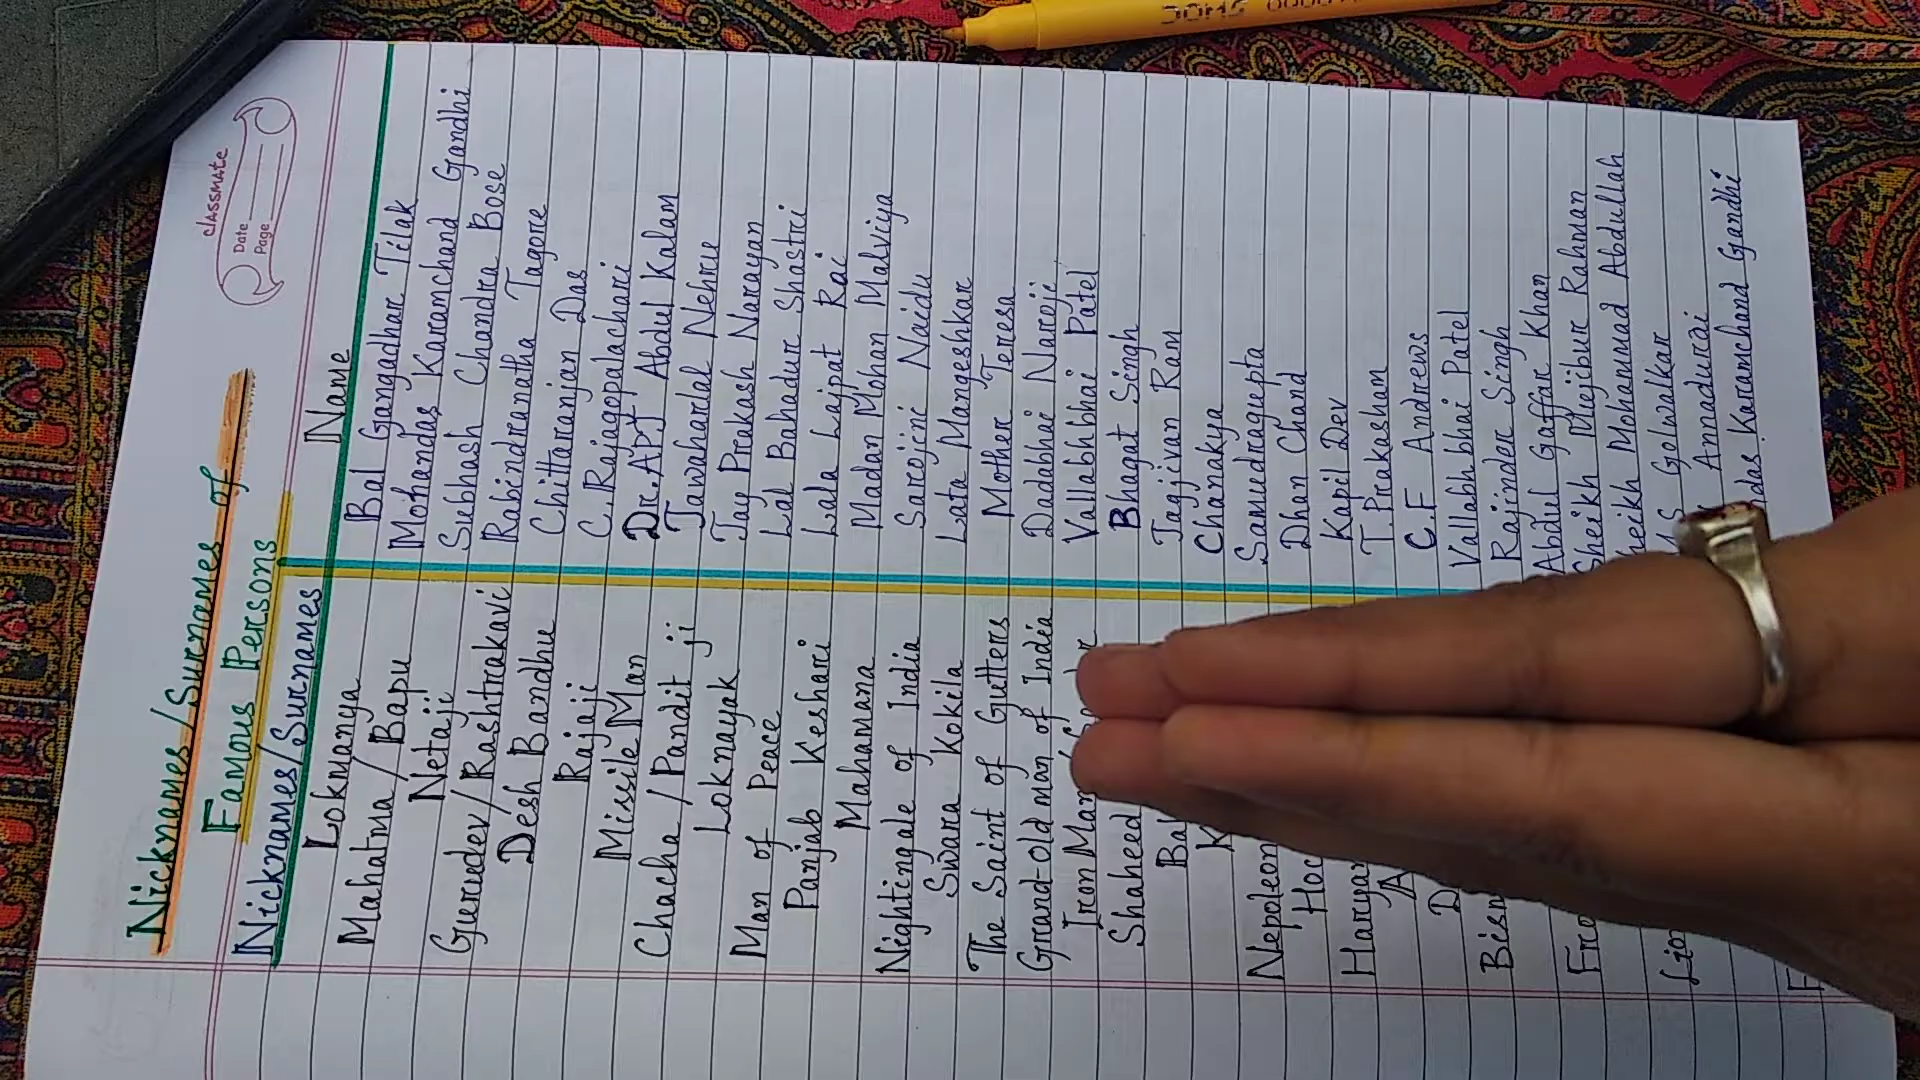 classmate
Date
Page
Nicknames/Surnames of
Famous Persons
Nicknames/Surnames Name
Lokmanya Bal Gangadhar Tilak
Mahatma/Bapu Mohandas Karamchand Gandhi
Netaji Subhash Chandra Bose
Gurudev/Rashtrakavi Rabindranatha Tagore
Desh Bandhu Chittaranjan Das
Rajaji C. Rajagopalachari
Missile Man Dr. APJ Abdul Kalam
Chacha/Pandit ji Jawaharlal Nehru
Loknayak Jay Prakash Narayan
Man of Peace Lal Bahadur Shastri
Panjab Keshari Lala Lajpat Rai
Mahamana Madan Mohan Malviya
Nightingale of India Sarojini Naidu
Swara Kokila Lata Mangeshkar
The Saint of Gutters Mother Teresa
Grand-old man of India Dadabhai Naroji
Iron Man Vallabhbhai Patel
Shaheed Bhagat Singh
Jagjivan Ram
Chanakya
Nepoleon Samudragupta
Dhan Chand
Kapil Dev
T. Prakasham
C.F Andrews
Vallabhbhai Patel
Rajinder Singh
Abdul Gaffar Khan
Sheikh Mujibur Rahman
Mohammad Abdullah
Golwalkar
Annadurai
Karamchand Gandhi
DOMS